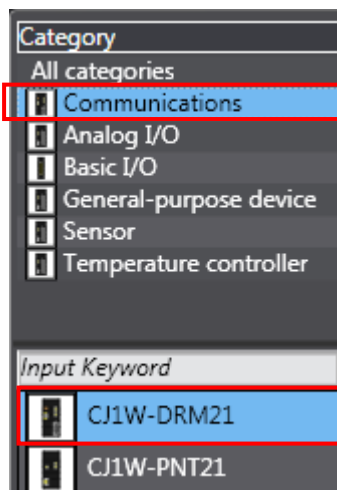 Category
All categories
Communications
Analog I/O
Basic I/O
General-purpose device
Sensor
Temperature controller
Input Keyword
CJ1W-DRM21
CJ1W-PNT21